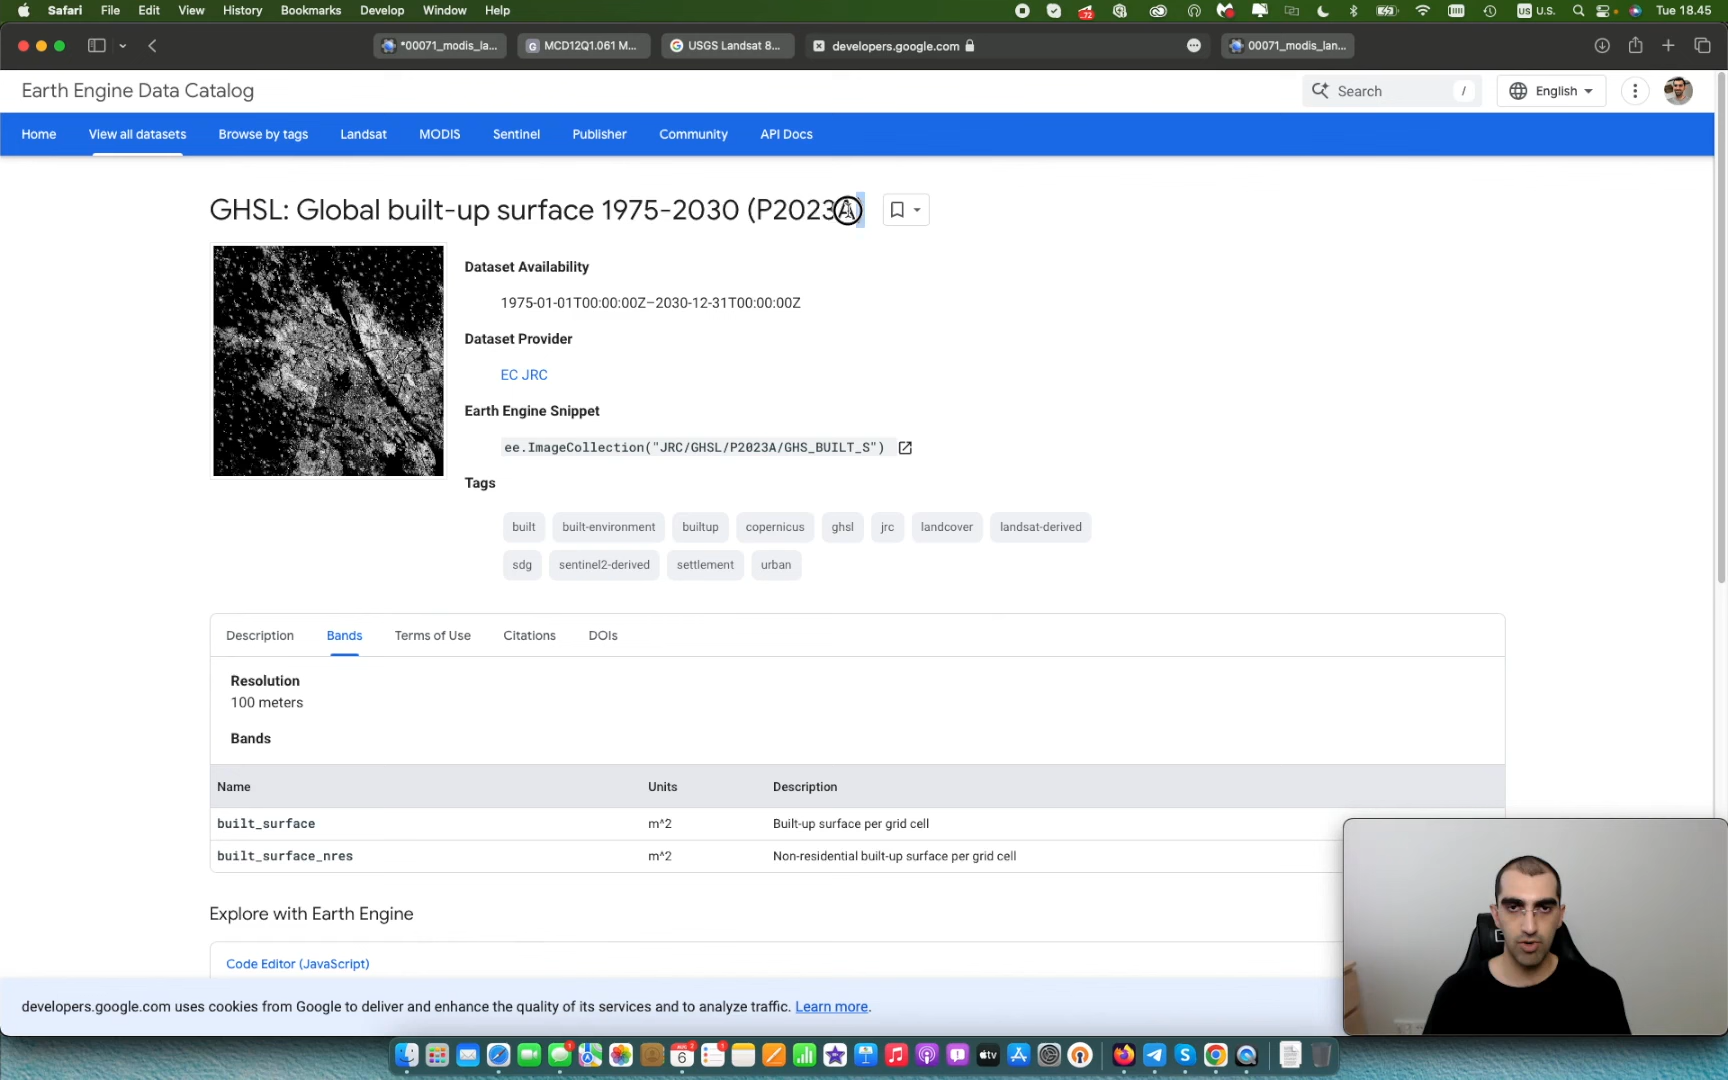 Safari File Edit View History Bookmarks Develop Window Help
72 U.S. Tue 18.45
*00071_modis_la... MCD12Q1.061 M... USGS Landsat 8... developers.google.com 00071_modis_lan...
Earth Engine Data Catalog
Search / English
Home View all datasets Browse by tags Landsat MODIS Sentinel Publisher Community API Docs
GHSL: Global built-up surface 1975-2030 (P2023A)
Dataset Availability
1975-01-01T00:00:00Z–2030-12-31T00:00:00Z
Dataset Provider
EC JRC
Earth Engine Snippet
ee.ImageCollection("JRC/GHSL/P2023A/GHS_BUILT_S")
Tags
built built-environment builtup copernicus ghsl jrc landcover landsat-derived
sdg sentinel2-derived settlement urban
Description Bands Terms of Use Citations DOIs
Resolution
100 meters
Bands
Name Units Description
built_surface m^2 Built-up surface per grid cell
built_surface_nres m^2 Non-residential built-up surface per grid cell
Explore with Earth Engine
Code Editor (JavaScript)
developers.google.com uses cookies from Google to deliver and enhance the quality of its services and to analyze traffic. Learn more.